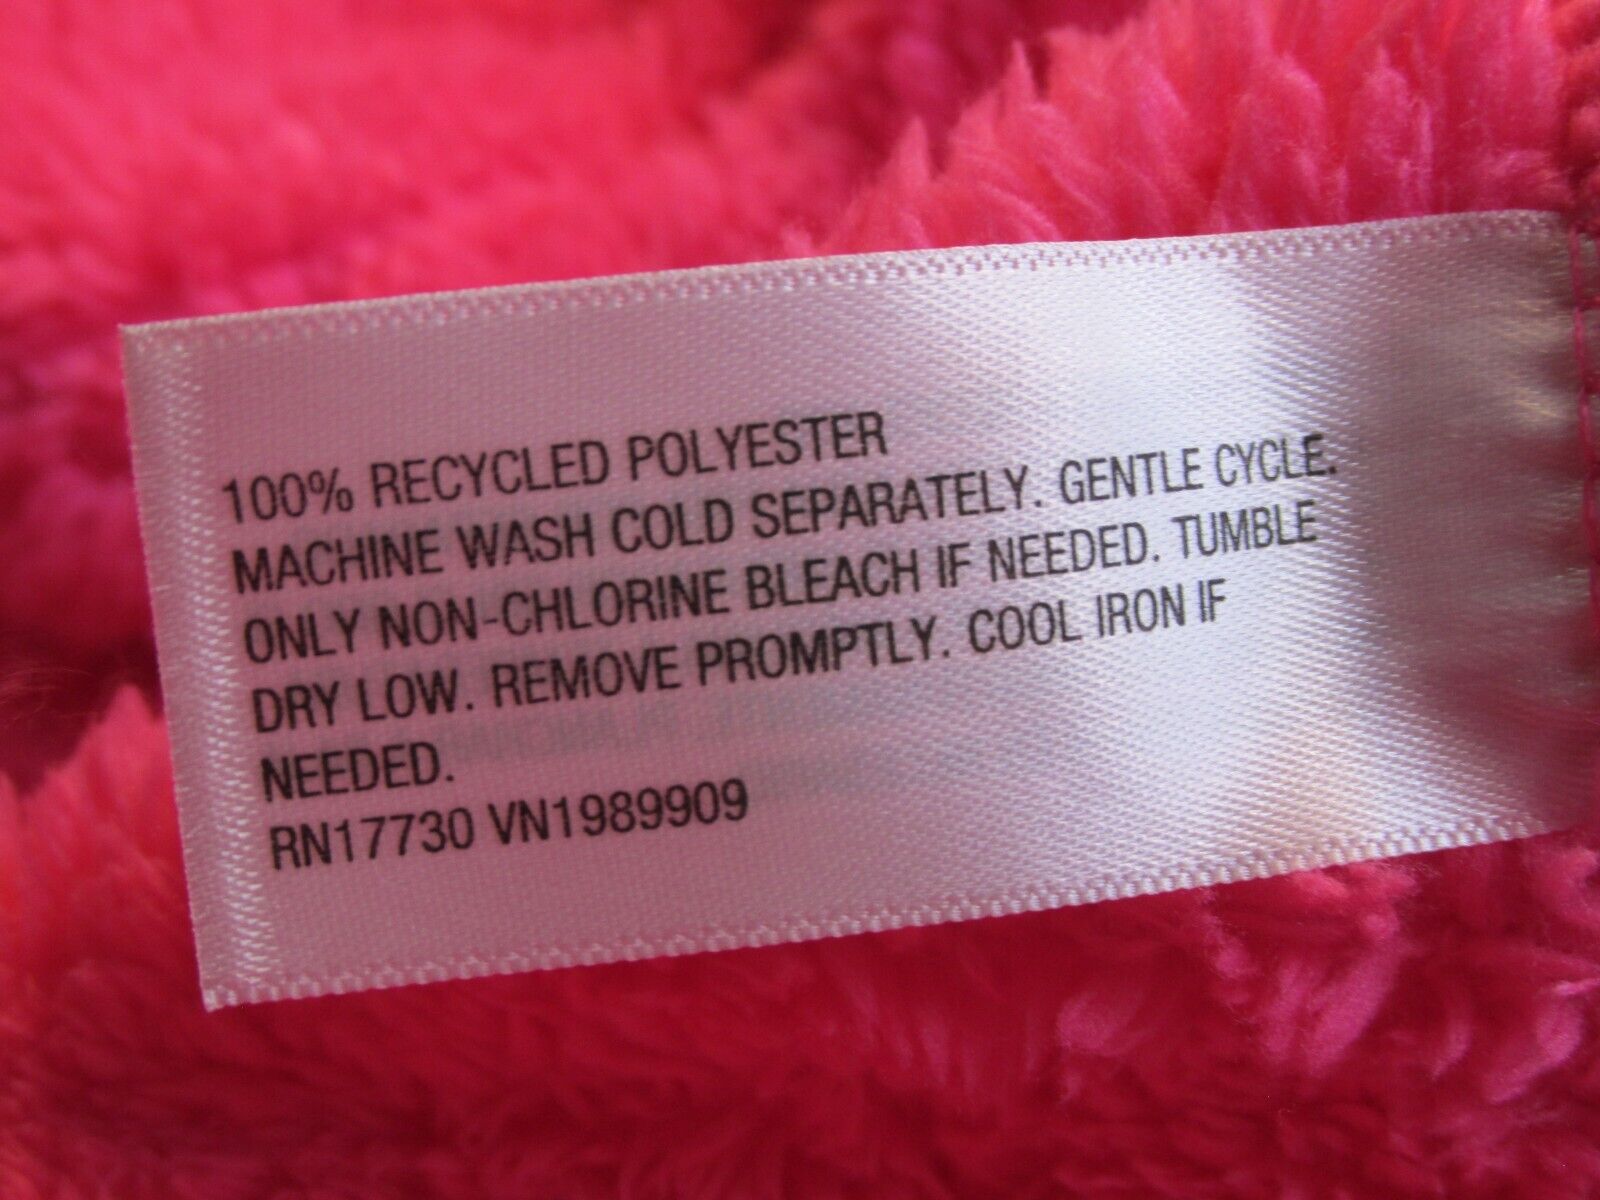 100% RECYCLED POLYESTER
MACHINE WASH COLD SEPARATELY. GENTLE CYCLE.
ONLY NON-CHLORINE BLEACH IF NEEDED. TUMBLE
DRY LOW. REMOVE PROMPTLY. COOL IRON IF
NEEDED.
RN17730 VN1989909